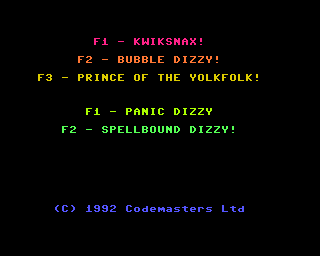 F1 - KWIKSNAX!
F2 - BUBBLE DIZZY!
F3 - PRINCE OF THE YOLKFOLK!
F1 - PANIC DIZZY
F2 - SPELLBOUND DIZZY!
(C) 1992 Codemasters Ltd